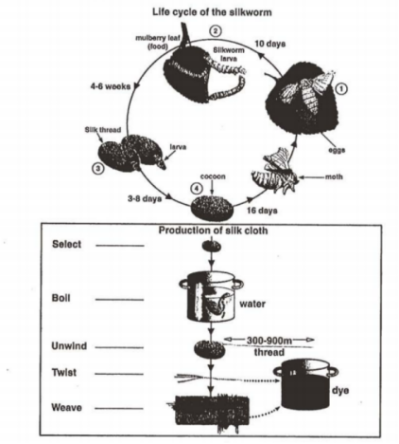 Life cycle of the silkworm
2
mulberry leaf
(food)
Silkworm
larva
10 days
1
4-6 weeks
eggs
Silk thread
larva
3
moth
cocoon
4
3-8 days
16 days
Production of silk cloth
Select
Boil
water
Unwind
300-900m
thread
Twist
dye
Weave